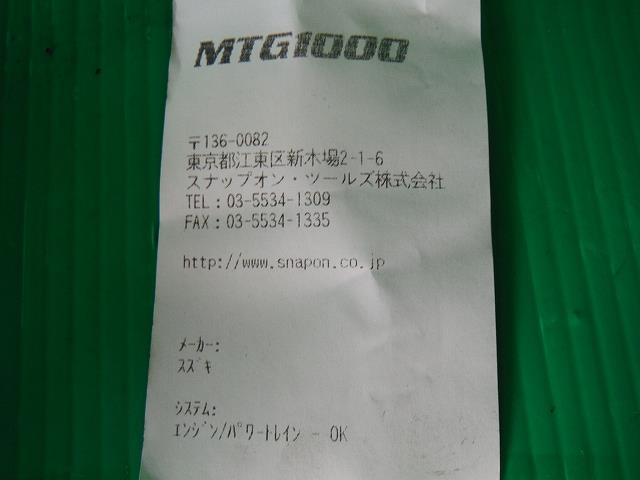 MTG1000
〒136-0082
東京都江東区新木場2-1-6
スナップオン・ツールズ株式会社
TEL : 03-5534-1309
FAX : 03-5534-1335
http://www.snapon.co.jp
ﾒｰｶｰ:
ｽｽﾞｷ
ｼｽﾃﾑ:
ｴﾝｼﾞﾝ/ﾊﾟﾜｰﾄﾚｲﾝ - OK